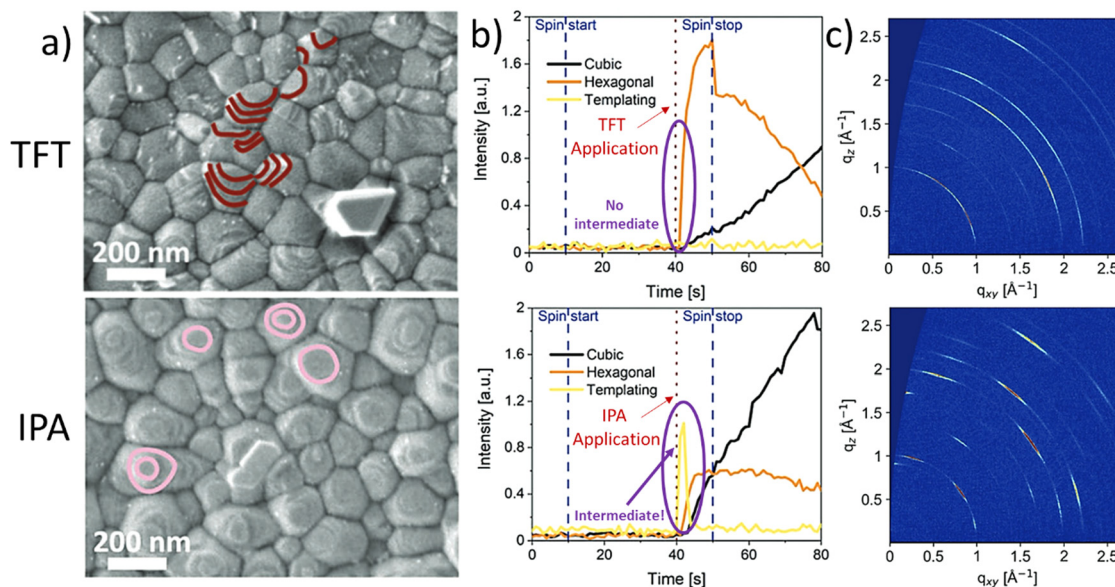 a)
TFT
200 nm
IPA
200 nm
b)
2
1.6
1.2
0.8
0.4
0
Intensity [a.u.]
Spin start
Spin stop
Cubic
Hexagonal
Templating
TFT
Application
No
intermediate
0 20 40 60 80
Time [s]
2
1.6
1.2
0.8
0.4
0
Intensity [a.u.]
Spin start
Spin stop
Cubic
Hexagonal
Templating
IPA
Application
Intermediate!
0 20 40 60 80
Time [s]
c)
2.5
2
1.5
1
0.5
qz [Å−1]
0.5 1 1.5 2 2.5
qxy [Å−1]
2.5
2
1.5
1
0.5
qz [Å−1]
0.5 1 1.5 2 2.5
qxy [Å−1]